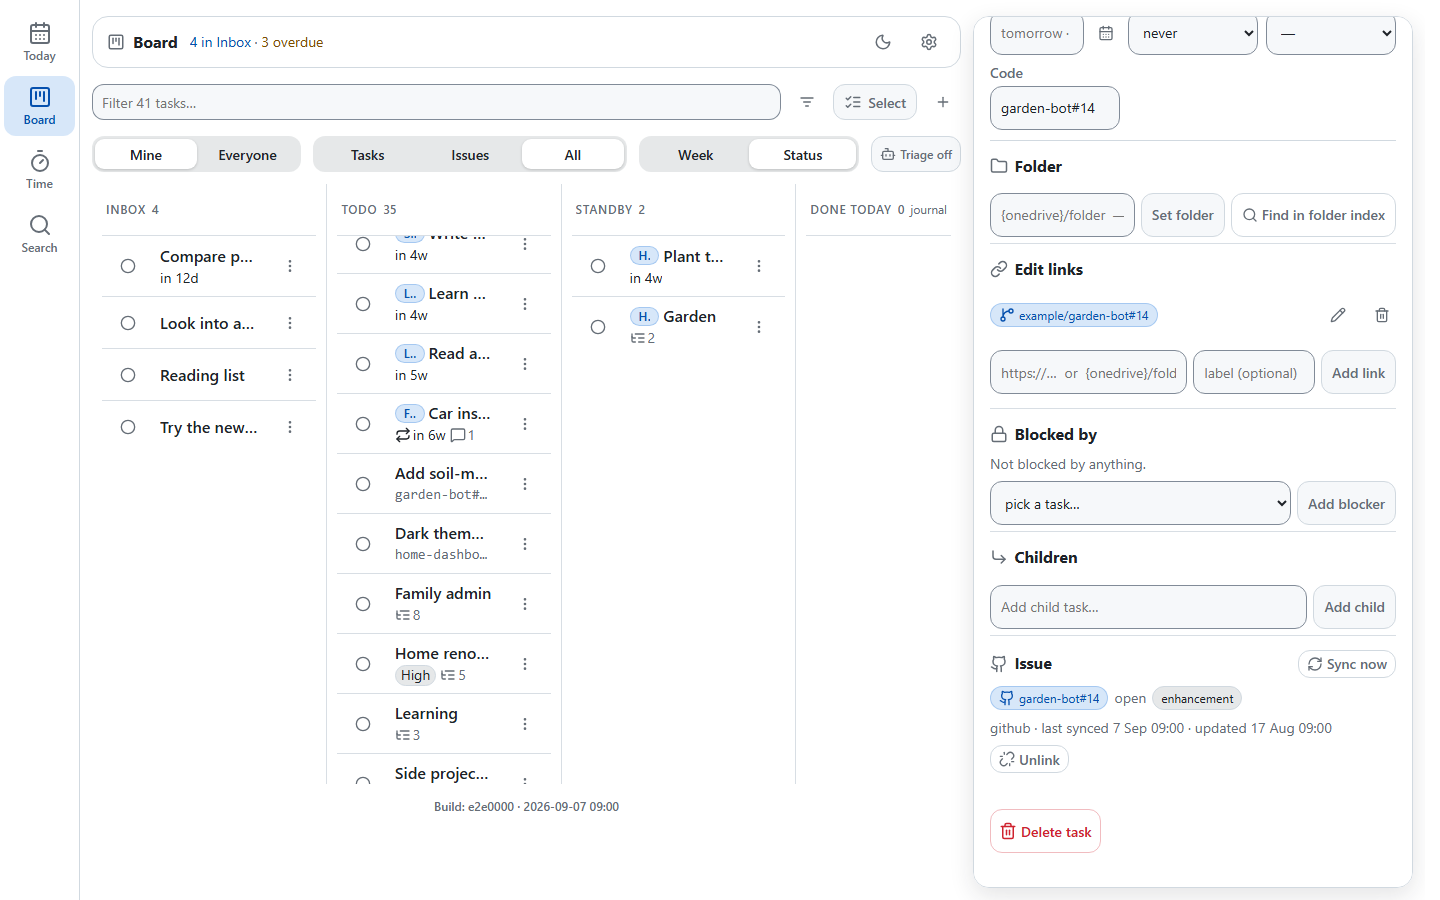 Today
Board
Time
Search
Board 4 in Inbox · 3 overdue
Filter 41 tasks...
Select
Mine Everyone
Tasks Issues All
Week Status
Triage off
INBOX 4
Compare p...
in 12d
Look into a...
Reading list
Try the new...
TODO 35
Write ...
in 4w
L.. Learn ...
in 4w
L.. Read a...
in 5w
F.. Car ins...
in 6w 1
Add soil-m...
garden-bot#...
Dark them...
home-dashbo...
Family admin
8
Home reno...
High 5
Learning
3
Side projec...
STANDBY 2
H. Plant t...
in 4w
H. Garden
2
DONE TODAY 0 journal
Build: e2e0000 · 2026-09-07 09:00
tomorrow ·
never
—
Code
garden-bot#14
Folder
{onedrive}/folder —
Set folder
Find in folder index
Edit links
example/garden-bot#14
https://... or {onedrive}/fold
label (optional)
Add link
Blocked by
Not blocked by anything.
pick a task...
Add blocker
Children
Add child task...
Add child
Issue
Sync now
garden-bot#14 open enhancement
github · last synced 7 Sep 09:00 · updated 17 Aug 09:00
Unlink
Delete task